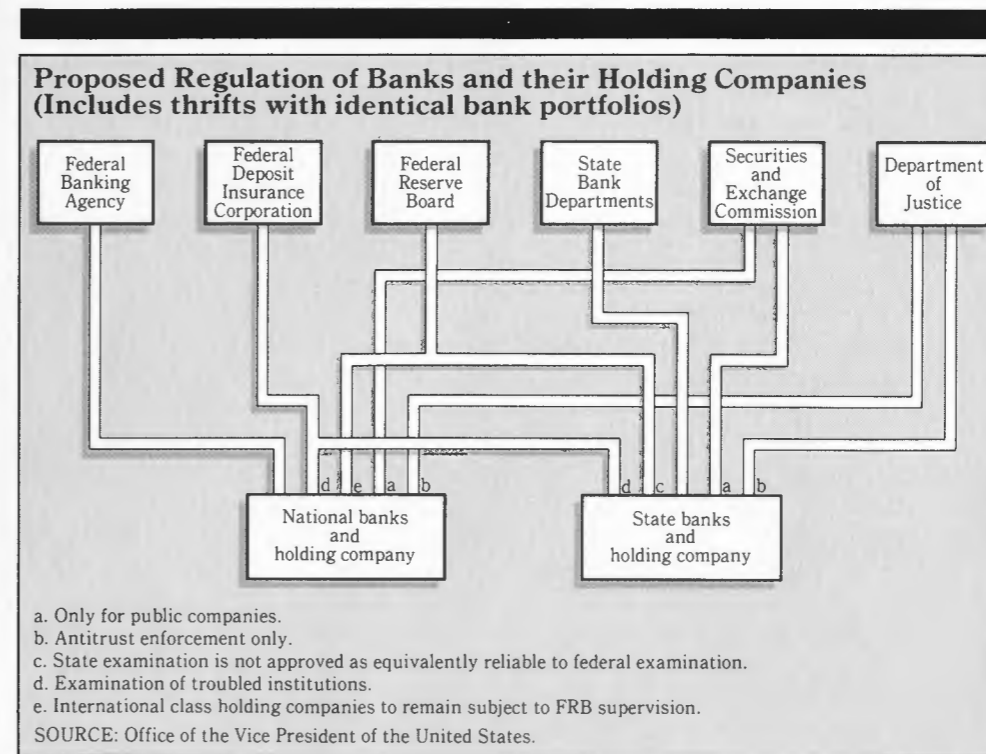 Proposed Regulation of Banks and their Holding Companies
(Includes thrifts with identical bank portfolios)
Federal
Banking
Agency
Federal
Deposit
Insurance
Corporation
Federal
Reserve
Board
State
Bank
Departments
Securities
and
Exchange
Commission
Department
of
Justice
d e a b
d c a b
National banks
and
holding company
State banks
and
holding company
a. Only for public companies.
b. Antitrust enforcement only.
c. State examination is not approved as equivalently reliable to federal examination.
d. Examination of troubled institutions.
e. International class holding companies to remain subject to FRB supervision.
SOURCE: Office of the Vice President of the United States.